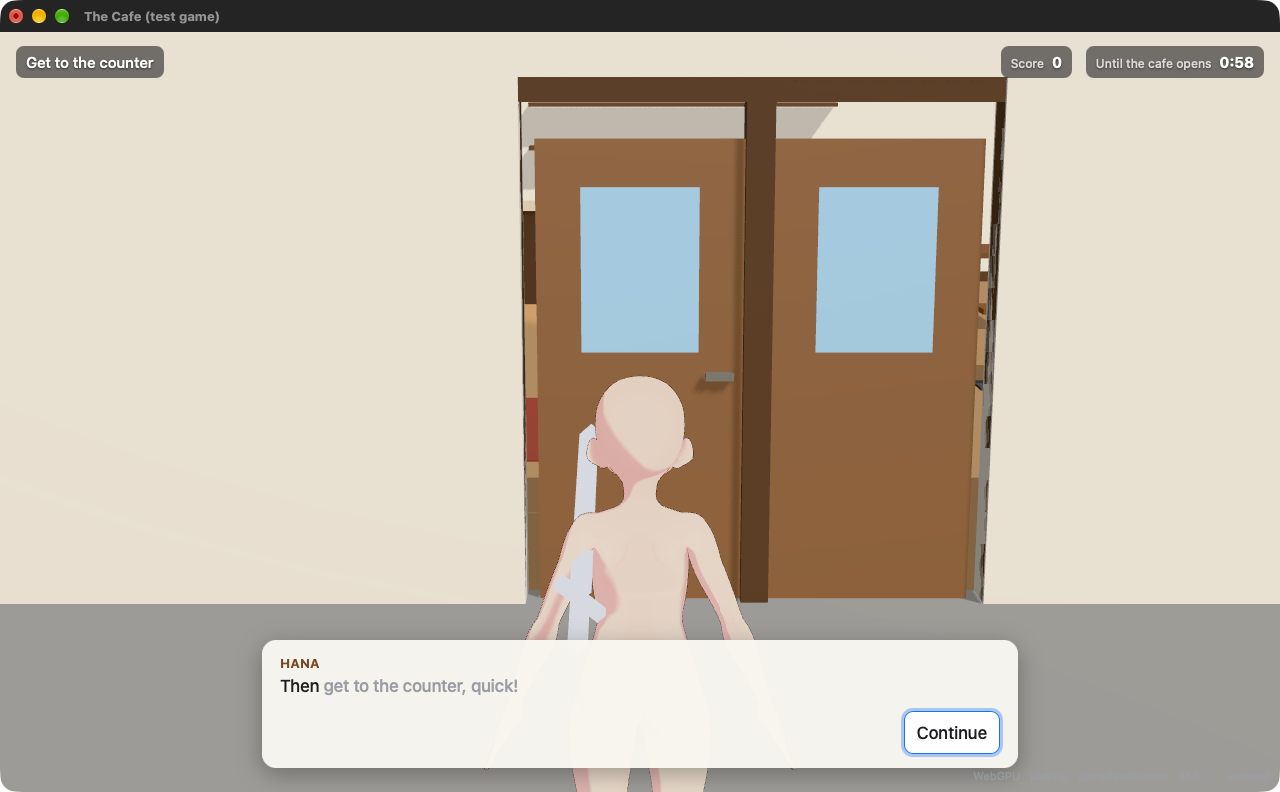 The Cafe (test game)
Get to the counter
Score 0
Until the cafe opens 0:58
HANA
Then get to the counter, quick!
Continue
WebGPU